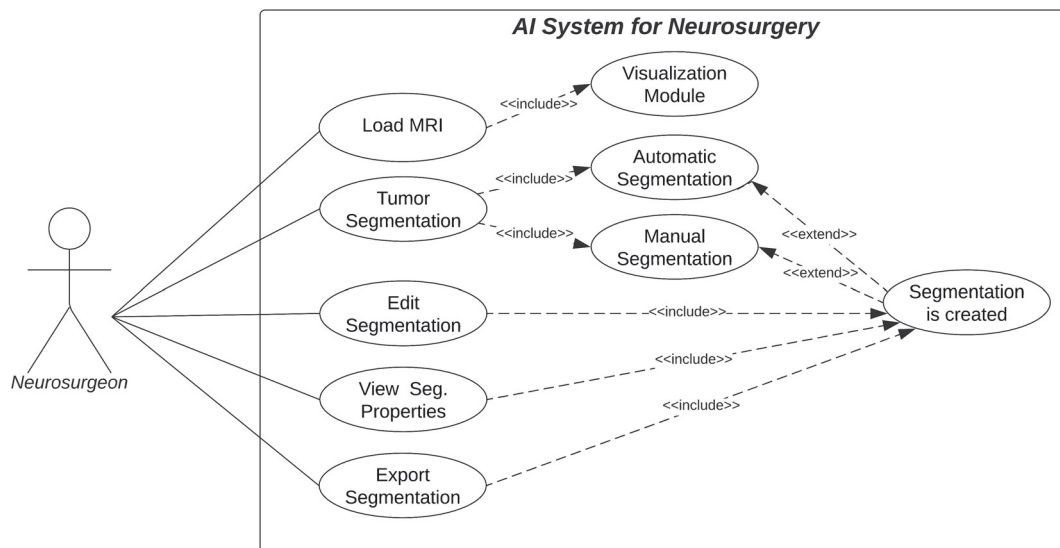 AI System for Neurosurgery
Visualization
Module
<<include>>
Load MRI
Automatic
Segmentation
<<include>>
Tumor
Segmentation
<<include>>
Manual
Segmentation
<<extend>>
<<extend>>
Segmentation
is created
Edit
Segmentation
<<include>>
Neurosurgeon
View Seg.
Properties
<<include>>
<<include>>
Export
Segmentation